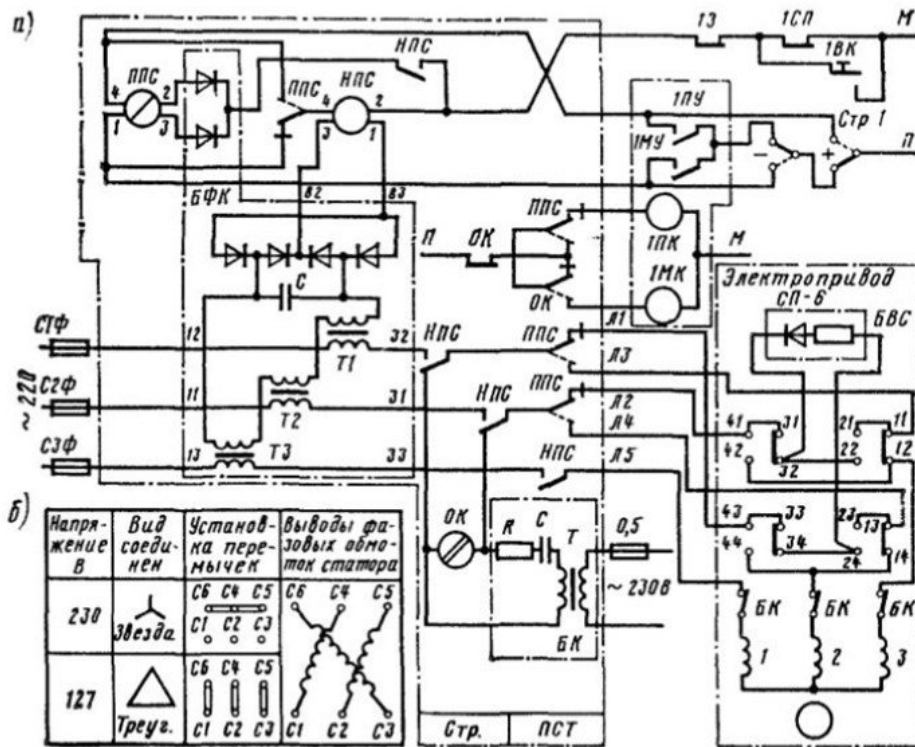 а)
13
1СП
М
1ВК
НПС
ППС
ППС
НПС
4
2
1
3
4
2
3
1
1ПУ
1МУ
Стр 1
–
+
П
БФК
В2
В3
ППС
П
ОК
1ПК
М
1МК
ОК
С
Электропривод
СП-6
БВС
С1Ф
12
Т1
32
НПС
ППС
Л1
Л3
~ 220
С2Ф
11
Т2
31
НПС
ППС
Л2
Л4
С3Ф
13
Т3
33
НПС
Л5
41
31
21
11
42
32
22
12
43
33
23
13
44
34
24
14
ОК
R
С
Т
0,5
~ 230В
БК
БК
БК
БК
1
2
3
Стр.
ПСТ
б)
Напря-
жение
В
Вид
соеди-
нен
Установ-
ка пере-
мычек
Выводы фа-
зовых обмо-
ток статора
230
Звезда
С6 С4 С5
С1 С2 С3
С6 С4 С5
127
Треуг.
С6 С4 С5
С1 С2 С3
С1 С2 С3